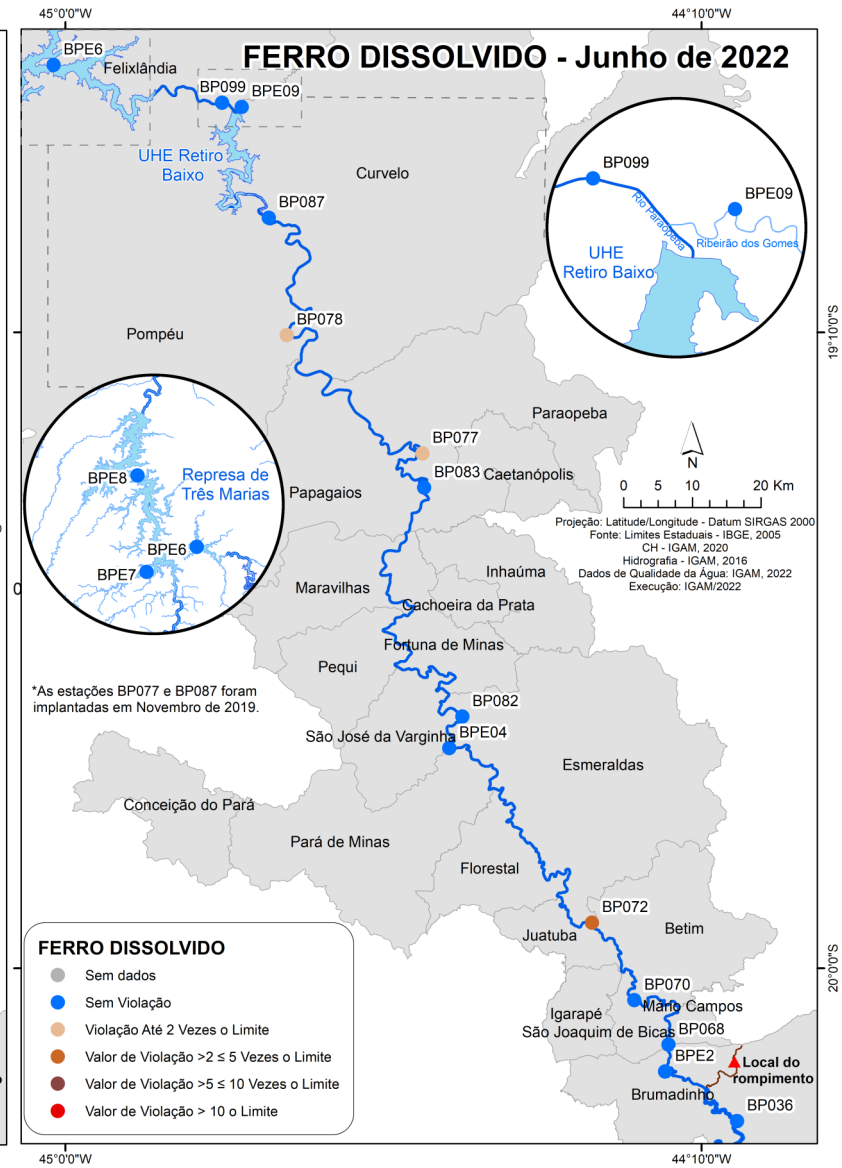 45°0'0"W
44°10'0"W
FERRO DISSOLVIDO - Junho de 2022
BPE6
Felixlândia
BP099
BPE09
UHE Retiro
Baixo
Curvelo
BP087
BP099
BPE09
Rio Paraopeba
Ribeirão dos Gomes
UHE
Retiro Baixo
BP078
Pompéu
19°10'0"S
Paraopeba
BP077
Caetanópolis
BP083
Papagaios
BPE8
Represa de
Três Marias
BPE6
BPE7
N
0 5 10 20 Km
Projeção: Latitude/Longitude - Datum SIRGAS 2000
Fonte: Limites Estaduais - IBGE, 2005
CH - IGAM, 2020
Hidrografia - IGAM, 2016
Dados de Qualidade da Água: IGAM, 2022
Execução: IGAM/2022
Inhaúma
Maravilhas
Cachoeira da Prata
Fortuna de Minas
Pequi
*As estações BP077 e BP087 foram
implantadas em Novembro de 2019.
BP082
São José da Varginha
BPE04
Esmeraldas
Conceição do Pará
Pará de Minas
Florestal
BP072
Juatuba
Betim
20°0'0"S
BP070
Mário Campos
Igarapé
São Joaquim de Bicas
BP068
BPE2
Local do
rompimento
Brumadinho
BP036
FERRO DISSOLVIDO
Sem dados
Sem Violação
Violação Até 2 Vezes o Limite
Valor de Violação >2 ≤ 5 Vezes o Limite
Valor de Violação >5 ≤ 10 Vezes o Limite
Valor de Violação > 10 o Limite
45°0'0"W
44°10'0"W